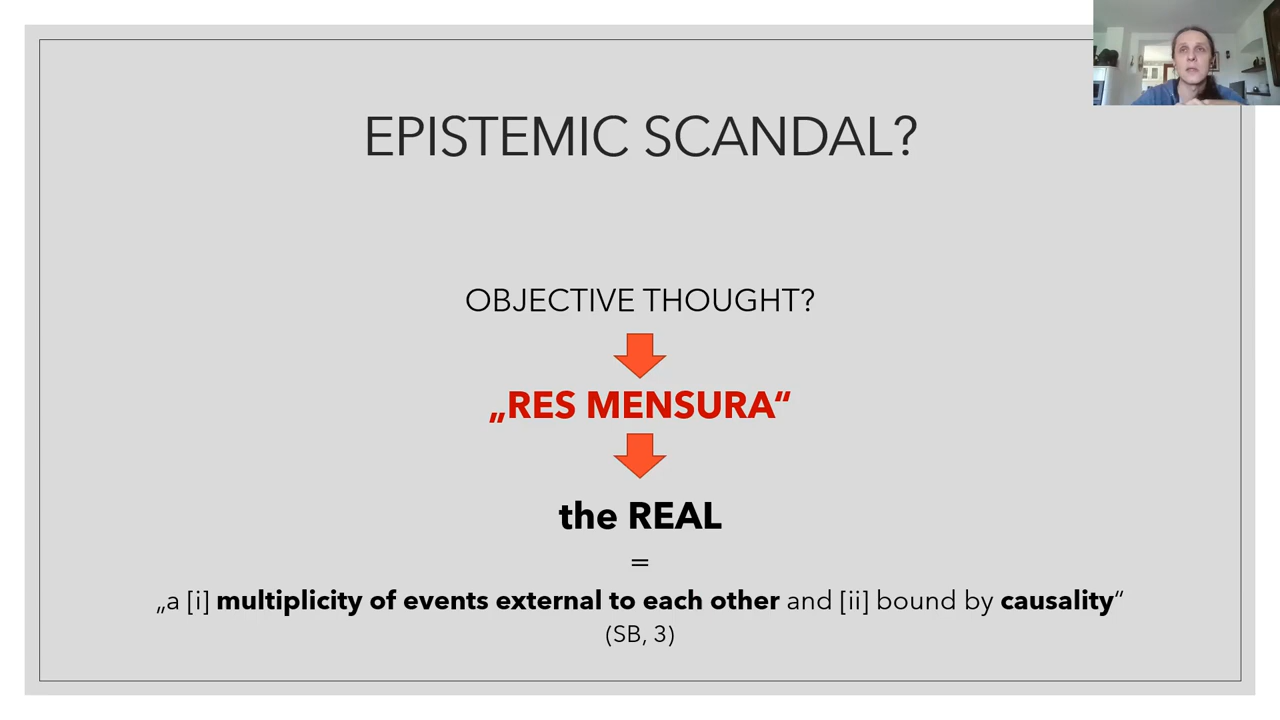 EPISTEMIC SCANDAL?
OBJECTIVE THOUGHT?
„RES MENSURA“
the REAL
=
„a [i] multiplicity of events external to each other and [ii] bound by causality“
(SB, 3)